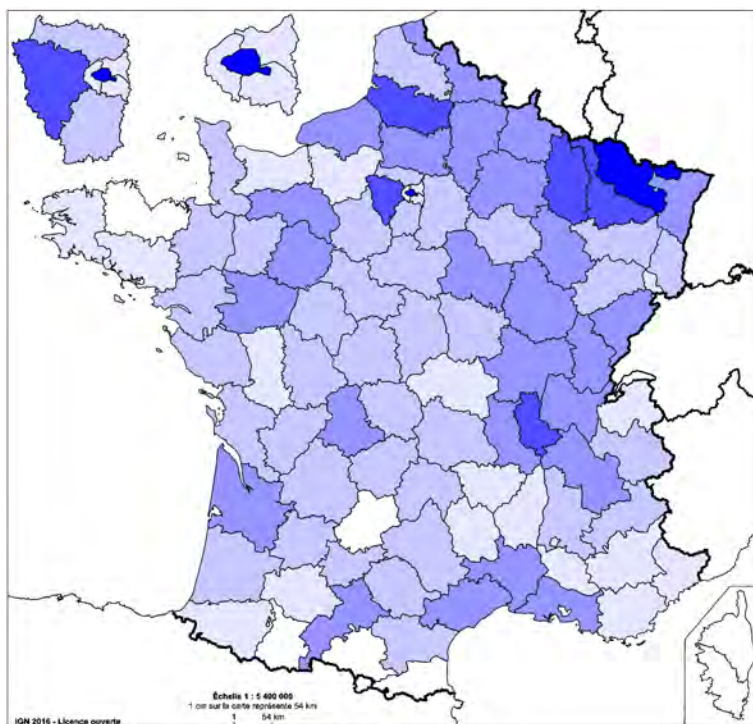 Échelle 1 : 5 400 000
1 cm sur la carte représente 54 km
1 54 km
IGN 2016 - Licence ouverte